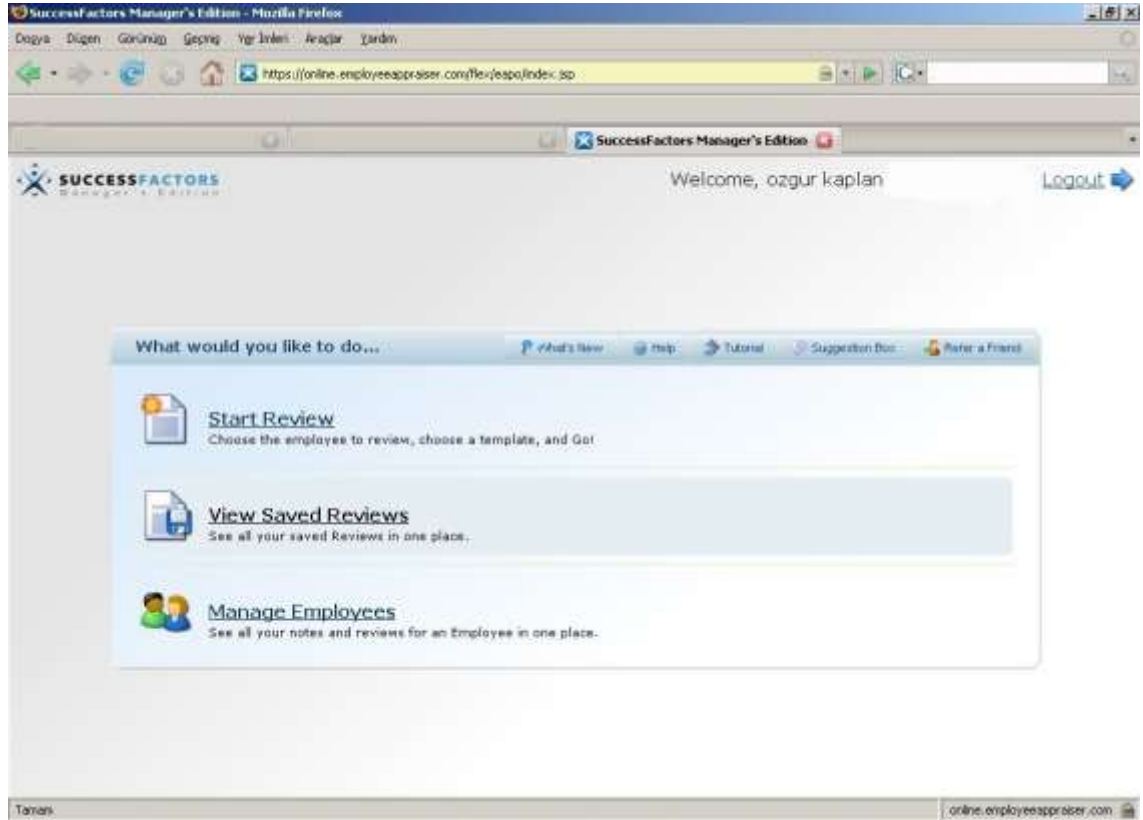 SuccessFactors Manager's Edition - Mozilla Firefox
Dosya Düzen Görünüm Geçmiş Yer İmleri Araçlar Yardım
https://online.employeeappraiser.com/flex/eapo/index.jsp
SuccessFactors Manager's Edition
SUCCESSFACTORS
Manager's Edition
Welcome, ozgur kaplan
Logout
What would you like to do...
What's New Help Tutorial Suggestion Box Refer a Friend
Start Review
Choose the employee to review, choose a template, and Go!
View Saved Reviews
See all your saved Reviews in one place.
Manage Employees
See all your notes and reviews for an Employee in one place.
Tamam
online.employeeappraiser.com